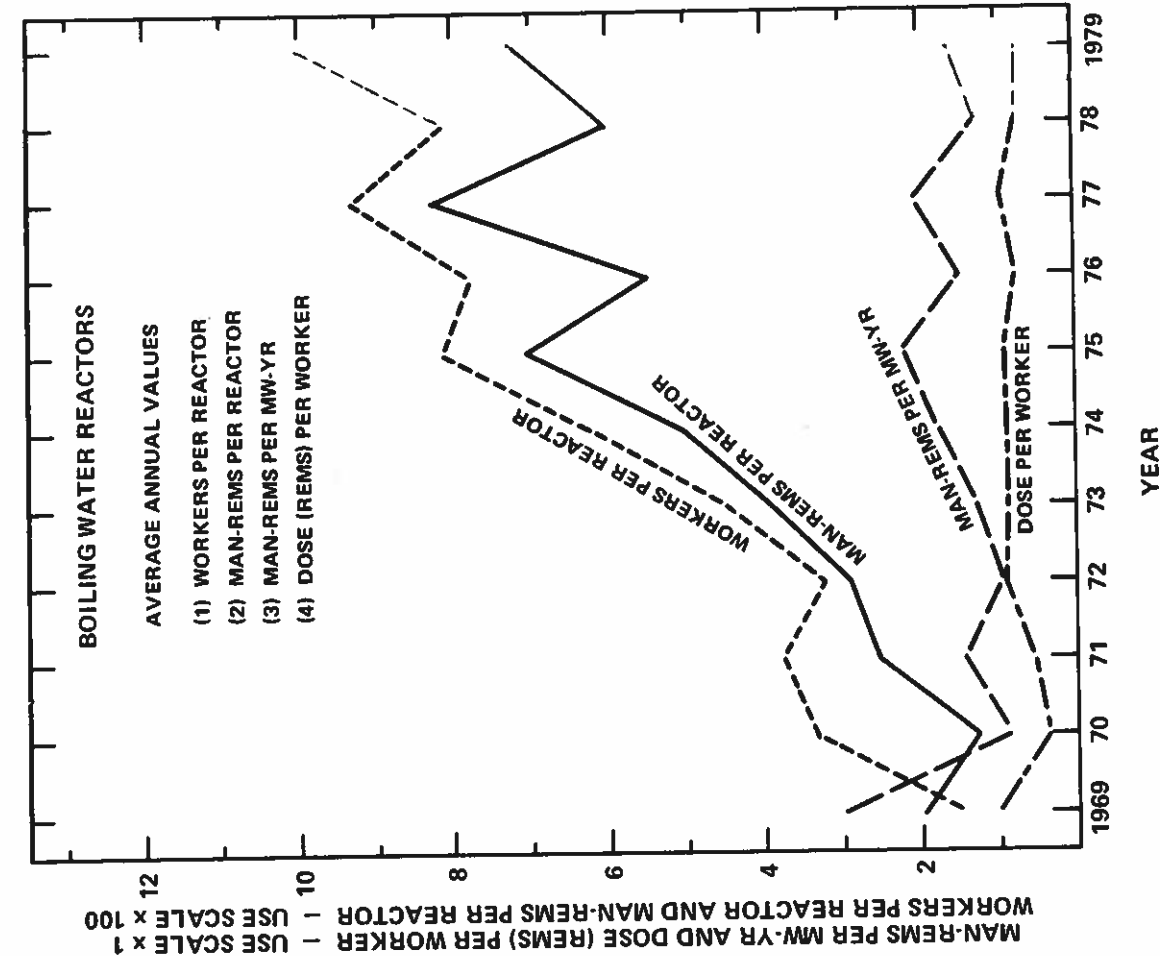 BOILING WATER REACTORS
AVERAGE ANNUAL VALUES
(1) WORKERS PER REACTOR
(2) MAN-REMS PER REACTOR
(3) MAN-REMS PER MW-YR
(4) DOSE (REMS) PER WORKER
MAN-REMS PER MW-YR AND DOSE (REMS) PER WORKER – USE SCALE x 1
WORKERS PER REACTOR AND MAN-REMS PER REACTOR – USE SCALE x 100
12
10
8
6
4
2
WORKERS PER REACTOR
MAN-REMS PER REACTOR
MAN-REMS PER MW-YR
DOSE PER WORKER
1969 70 71 72 73 74 75 76 77 78 1979
YEAR